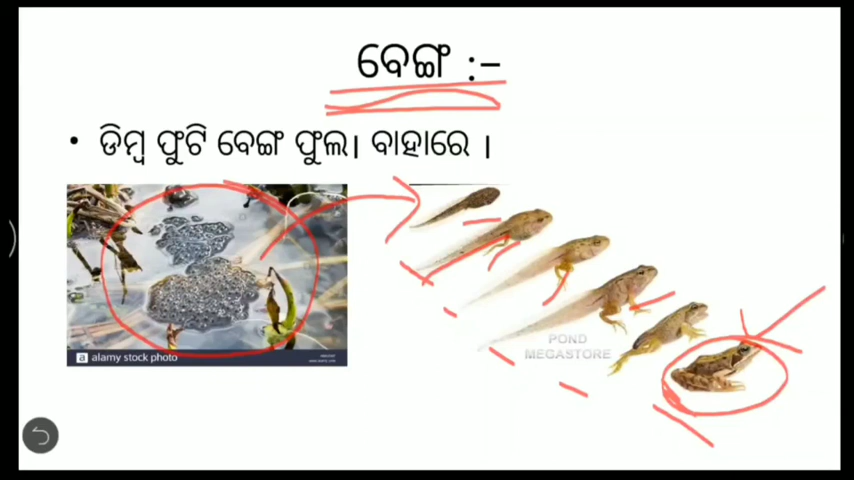 ବେଙ୍ଗ :–
• ଡିମ୍ବ ଫୁଟି ବେଙ୍ଗ ଫୁଲ। ବାହାରେ ।
a alamy stock photo
POND
MEGASTORE